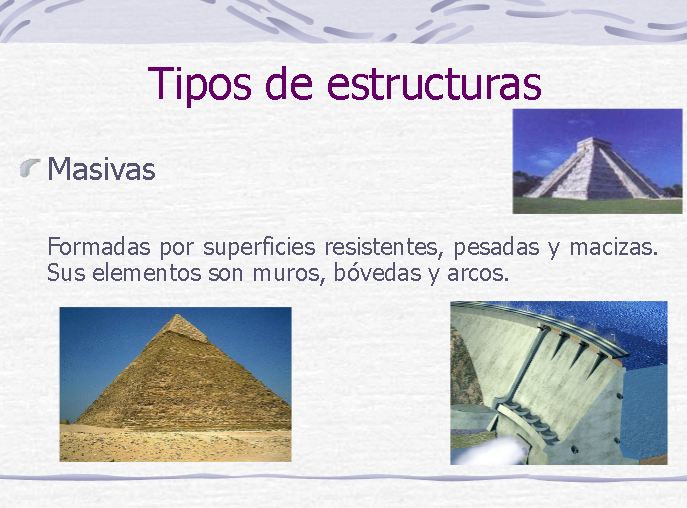 Tipos de estructuras
Masivas
Formadas por superficies resistentes, pesadas y macizas.
Sus elementos son muros, bóvedas y arcos.